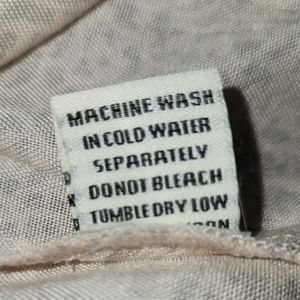 MACHINE WASH
IN COLD WATER
SEPARATELY
DO NOT BLEACH
TUMBLE DRY LOW